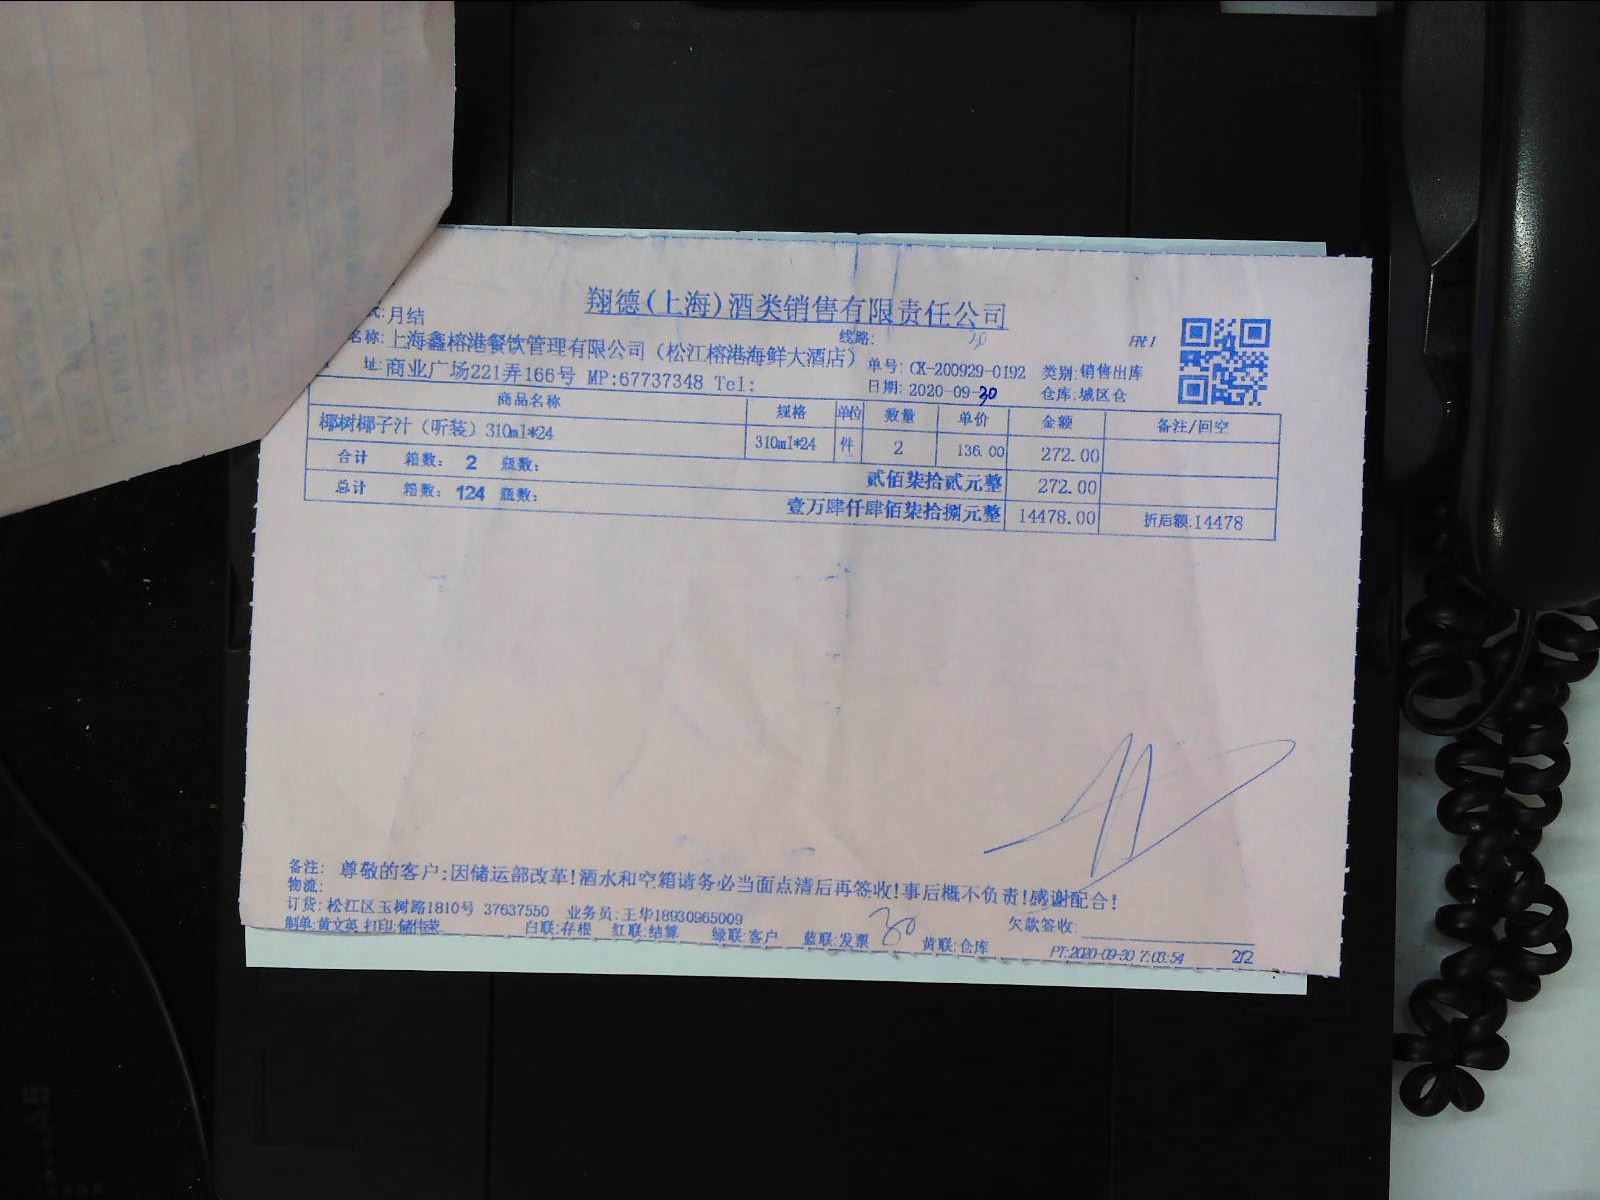 翔德(上海)酒类销售有限责任公司
:月结
线路:
30
名称:上海鑫榕港餐饮管理有限公司（松江榕港海鲜大酒店）
单号: CK-200929-0192 类别:销售出库
址:商业广场221弄166号 MP:67737348 Tel:
日期: 2020-09-30 仓库:城区仓
商品名称 规格 单位 数量 单价 金额 备注/回空
椰树椰子汁（听装）310ml*24 310ml*24 件 2 136.00 272.00
合计 箱数: 2 瓶数: 贰佰柒拾贰元整 272.00
总计 箱数: 124 瓶数: 壹万肆仟肆佰柒拾捌元整 14478.00 折后额:14478
备注: 尊敬的客户:因储运部改革!酒水和空箱请务必当面点清后再签收!事后概不负责!感谢配合!
物流:
订货: 松江区玉树路1810号 37637550 业务员:王华18930965009
30
欠款签收:
制单:黄文英 打印:储佳荣 白联:存根 红联:结算 绿联:客户 蓝联:发票 黄联:仓库
PT:2020-09-30 7:03:54 2/2